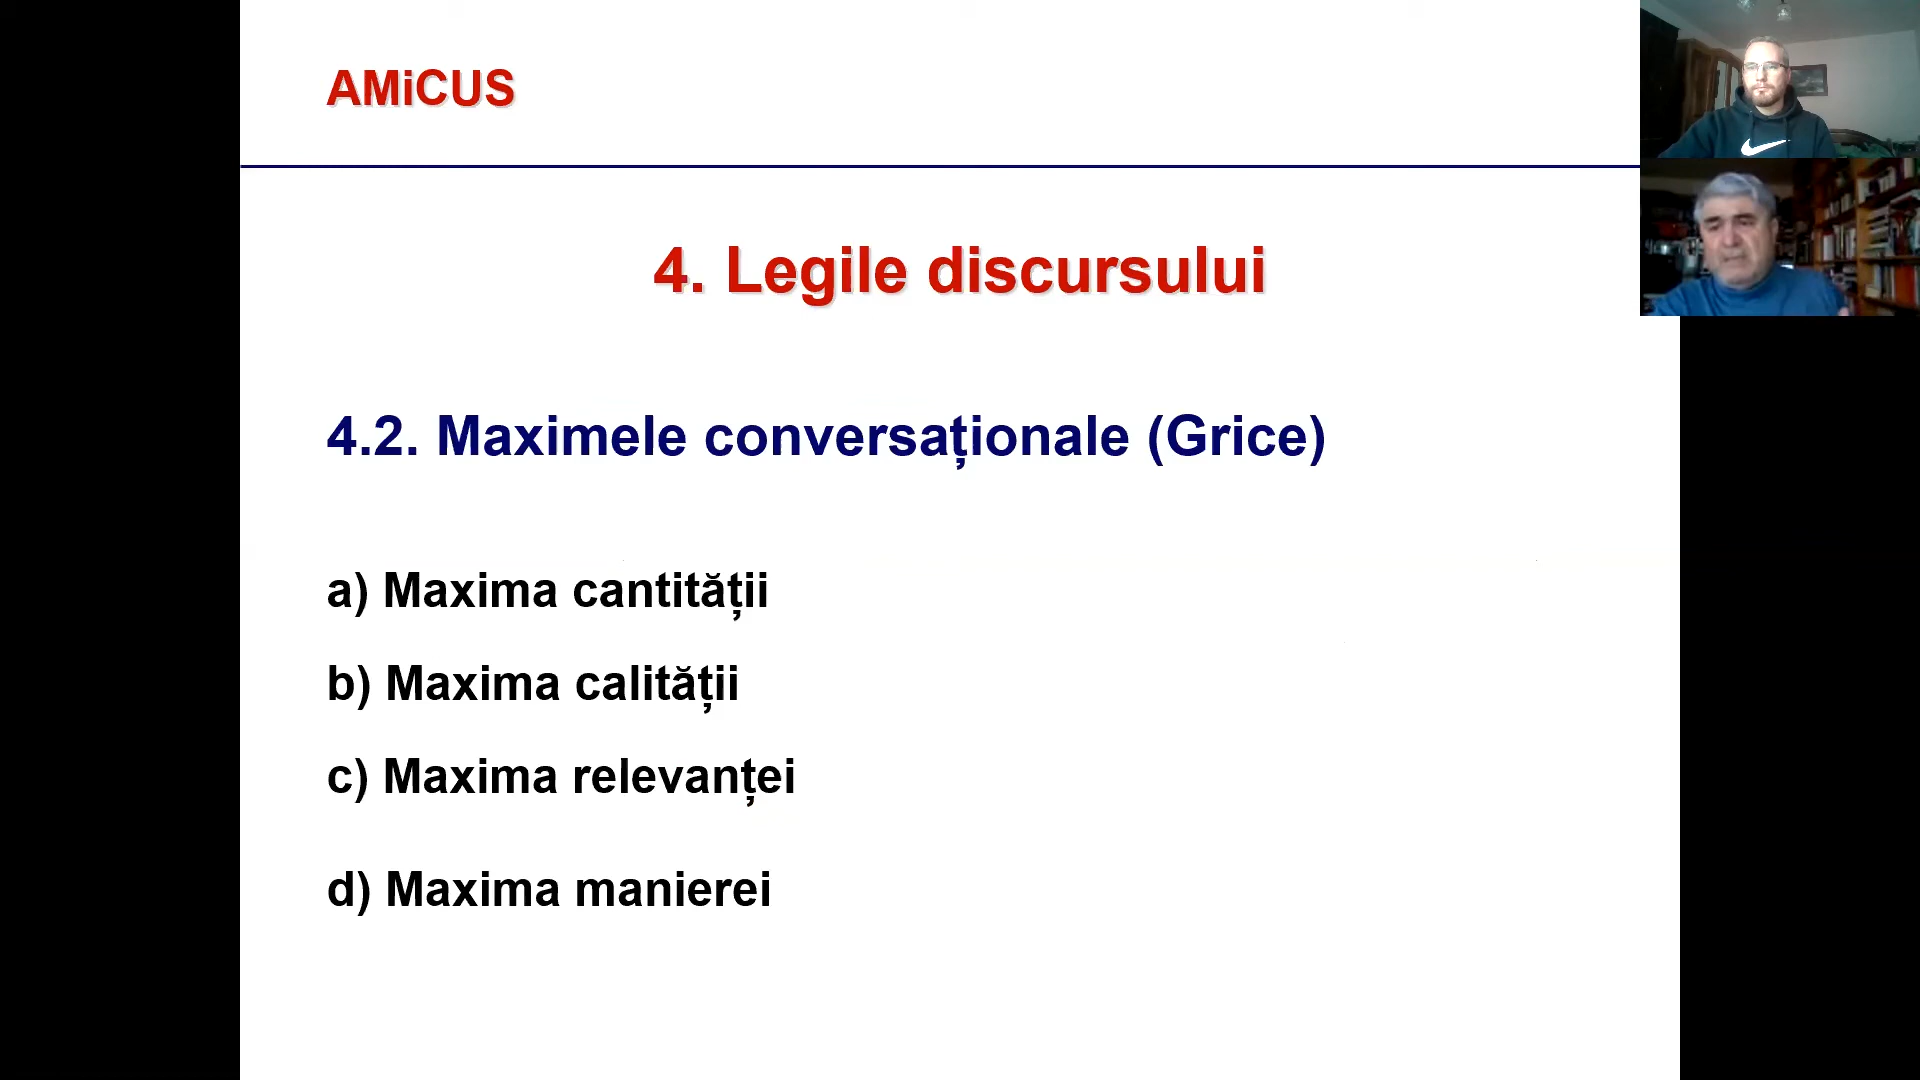 AMiCUS
4. Legile discursului
4.2. Maximele conversaționale (Grice)
a) Maxima cantității
b) Maxima calității
c) Maxima relevanței
d) Maxima manierei